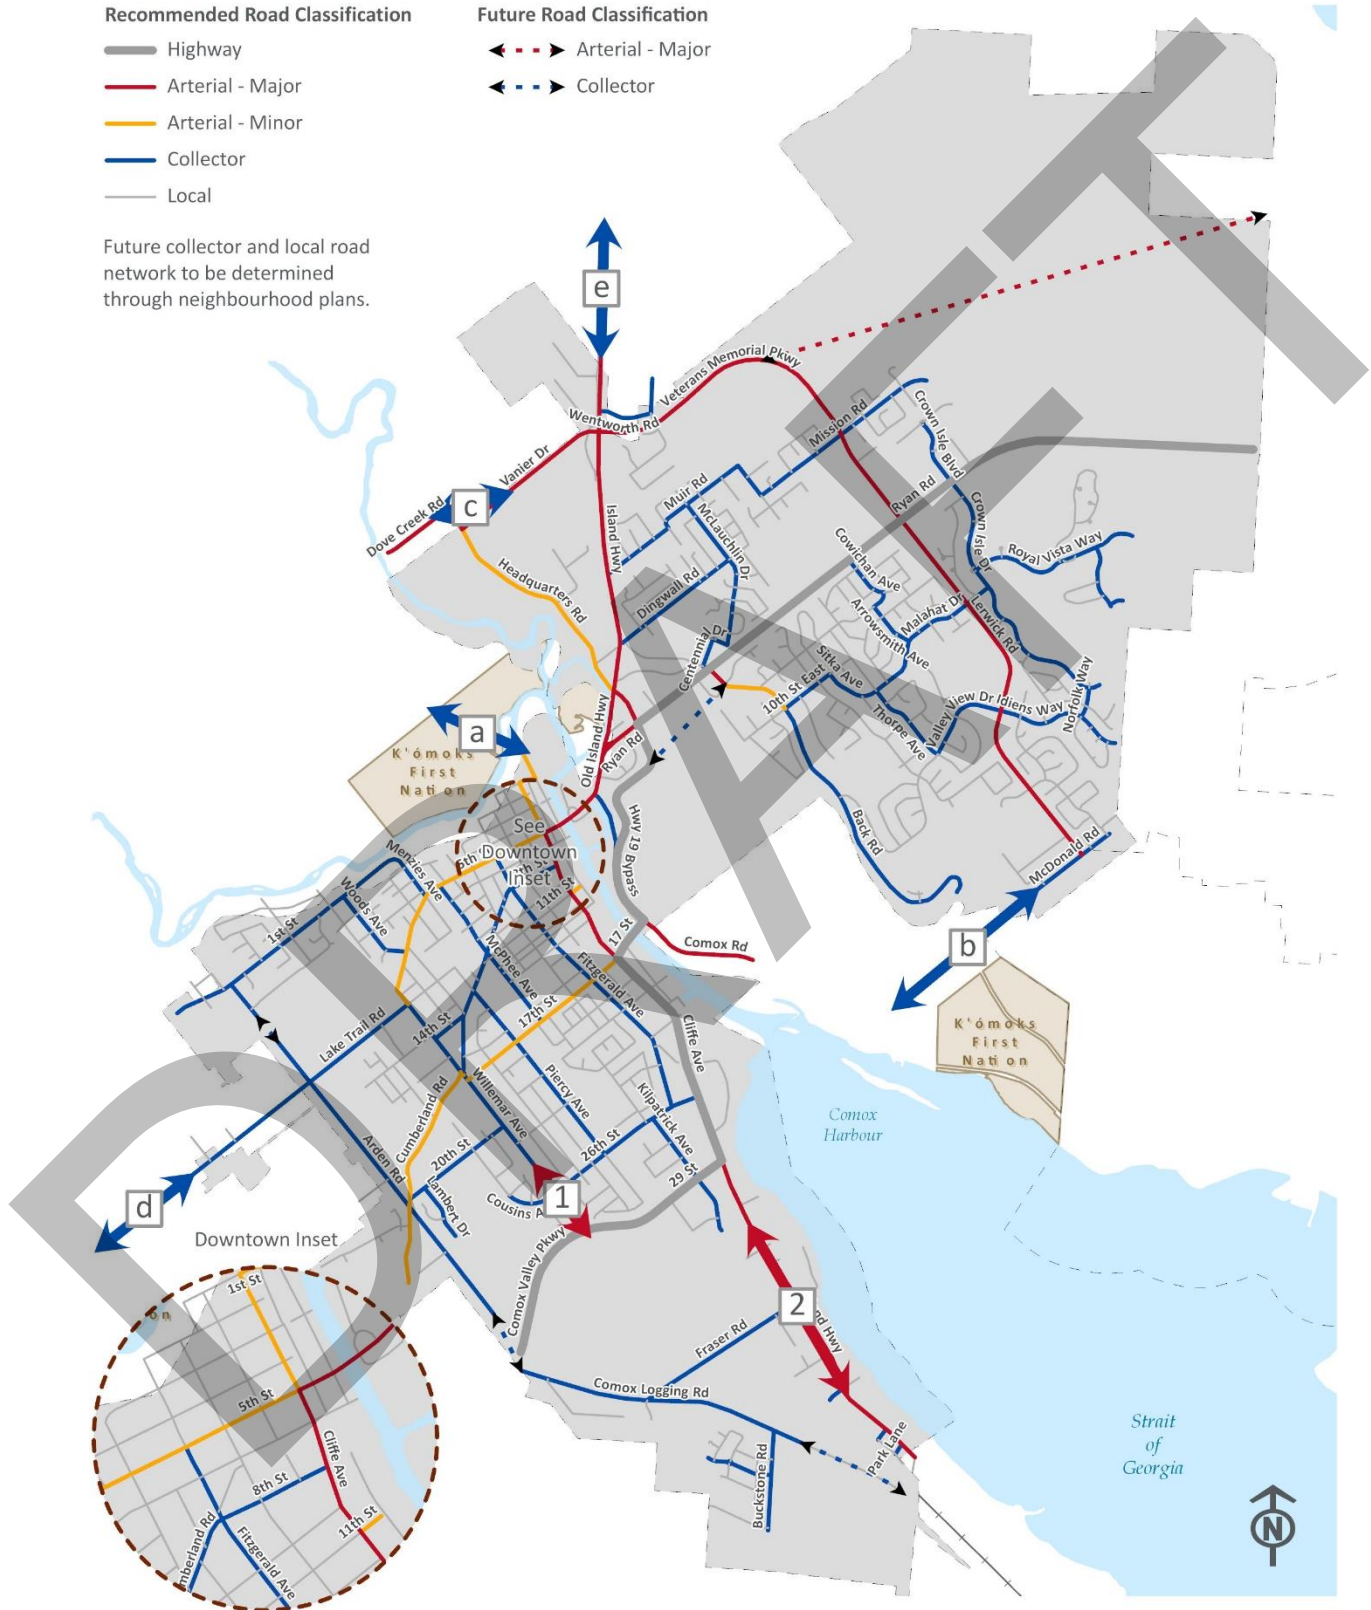 Recommended Road Classification
Highway
Arterial - Major
Arterial - Minor
Collector
Local
Future collector and local road
network to be determined
through neighbourhood plans.
Future Road Classification
Arterial - Major
Collector
DRAFT
e
Veterans Memorial Pkwy
Wentworth Rd
Vanier Dr
Mission Rd
Crown Isle Blvd
c
Dove Creek Rd
Muir Rd
Ryan Rd
Island Hwy
McLauchlin Dr
Crown Isle Dr
Royal Vista Way
Cowichan Ave
Headquarters Rd
Dingwall Rd
Malahat Dr
Arrowsmith Ave
Lerwick Rd
Centennial Dr
Sitka Ave
10th St East
Thorpe Ave
Valley View Dr
Idiens Way
Norfolk Way
a
K'ómoks
First
Nation
2
Old Island Hwy
Ryan Rd
See
Downtown
Inset
Hwy 19 Bypass
Back Rd
McDonald Rd
5th
11th St
Menzies Ave
Woods Ave
1st St
17 St
Comox Rd
b
McPhee Ave
Fitzgerald Ave
K'ómoks
First
Nation
Lake Trail Rd
14th St
17th St
Cliffe Ave
Willemar Ave
Piercy Ave
Kilpatrick Ave
Comox
Harbour
Cumberland Rd
Arden Rd
20th St
26th St
29 St
Lambert Dr
Cousins A
1
d
Comox Valley Pkwy
2
nd Hwy
Fraser Rd
Comox Logging Rd
Park Lane
Buckstone Rd
Strait
of
Georgia
N
Downtown Inset
on
1st St
5th St
Cliffe Ave
8th St
11th St
mberland Rd
Fitzgerald Ave